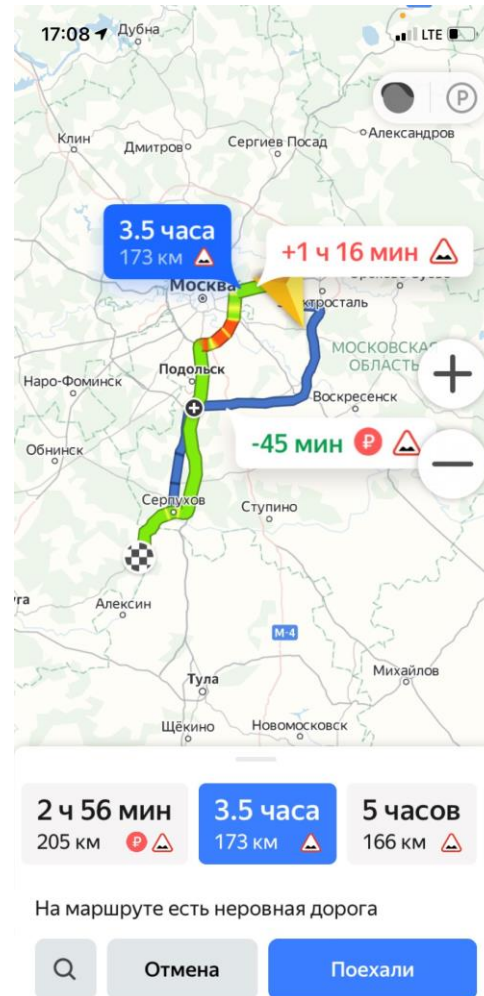 17:08
Дубна
LTE
P
Клин
Дмитров
Сергиев Посад
Александров
3.5 часа
173 км
+1 ч 16 мин
Москва
Подольск
МОСКОВСКАЯ
ОБЛАСТЬ
Наро-Фоминск
Воскресенск
-45 мин ₽
Обнинск
Серпухов
Ступино
Алексин
М-4
Тула
Михайлов
Щёкино
Новомосковск
2 ч 56 мин
205 км ₽
3.5 часа
173 км
5 часов
166 км
На маршруте есть неровная дорога
Отмена
Поехали